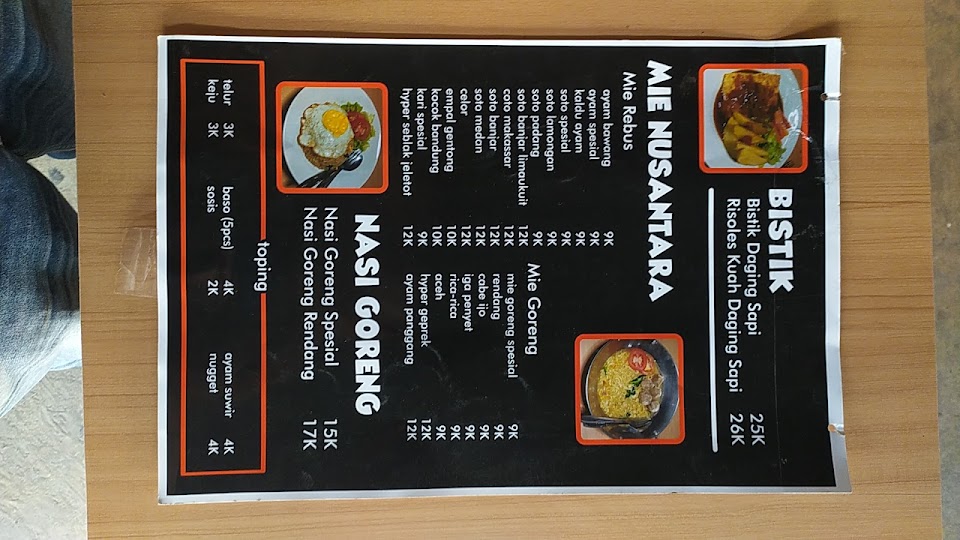 BISTIK
Bistik Daging Sapi 25K
Risoles Kuah Daging Sapi 26K
MIE NUSANTARA
Mie Rebus
ayam bawang 9K
ayam spesial 9K
kaldu ayam 9K
soto spesial 9K
soto lamongan 9K
soto padang 9K
soto banjar limaukuit 12K
coto makassar 12K
soto banjar 12K
soto medan 12K
celor 12K
empal gentong 10K
kocok bandung 10K
kari spesial 9K
hyper seblak jeletot 12K
Mie Goreng
mie goreng spesial 9K
rendang 9K
cabe ijo 9K
iga penyet 9K
rica-rica 9K
aceh 9K
hyper geprek 12K
ayam panggang 12K
NASI GORENG
Nasi Goreng Spesial 15K
Nasi Goreng Rendang 17K
toping
telur 3K baso (5pcs) 4K ayam suwir 4K
keju 3K sosis 2K nugget 4K